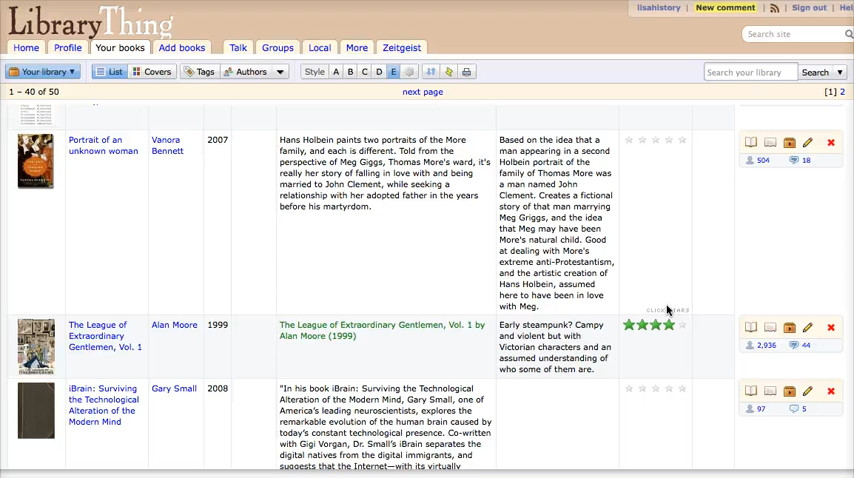 LibraryThing
lisahistory | New comment | Sign out | Hel
Home Profile Your books Add books Talk Groups Local More Zeitgeist
Search site
Your library ▼ List Covers Tags Authors ▼ Style A B C D E Search your library Search ▼
1 – 40 of 50 next page [1] 2
Portrait of an
unknown woman
Vanora
Bennett
2007
Hans Holbein paints two portraits of the More
family, and each is different. Told from the
perspective of Meg Giggs, Thomas More's ward, it's
really her story of falling in love with and being
married to John Clement, while seeking a
relationship with her adopted father in the years
before his martyrdom.
Based on the idea that a
man appearing in a second
Holbein portrait of the
family of Thomas More was
a man named John
Clement. Creates a fictional
story of that man marrying
Meg Griggs, and the idea
that Meg may have been
More's natural child. Good
at dealing with More's
extreme anti-Protestantism,
and the artistic creation of
Hans Holbein, assumed
here to have been in love
with Meg.
504 18
The League of
Extraordinary
Gentlemen, Vol. 1
Alan Moore
1999
The League of Extraordinary Gentlemen, Vol. 1 by
Alan Moore (1999)
Early steampunk? Campy
and violent but with
Victorian characters and an
assumed understanding of
who some of them are.
2,936 44
iBrain: Surviving
the Technological
Alteration of the
Modern Mind
Gary Small
2008
"In his book iBrain: Surviving the Technological
Alteration of the Modern Mind, Gary Small, one of
America's leading neuroscientists, explores the
remarkable evolution of the human brain caused by
today's constant technological presence. Co-written
with Gigi Vorgan, Dr. Small's iBrain separates the
digital natives from the digital immigrants, and
suggests that the Internet—with its virtually
97 5